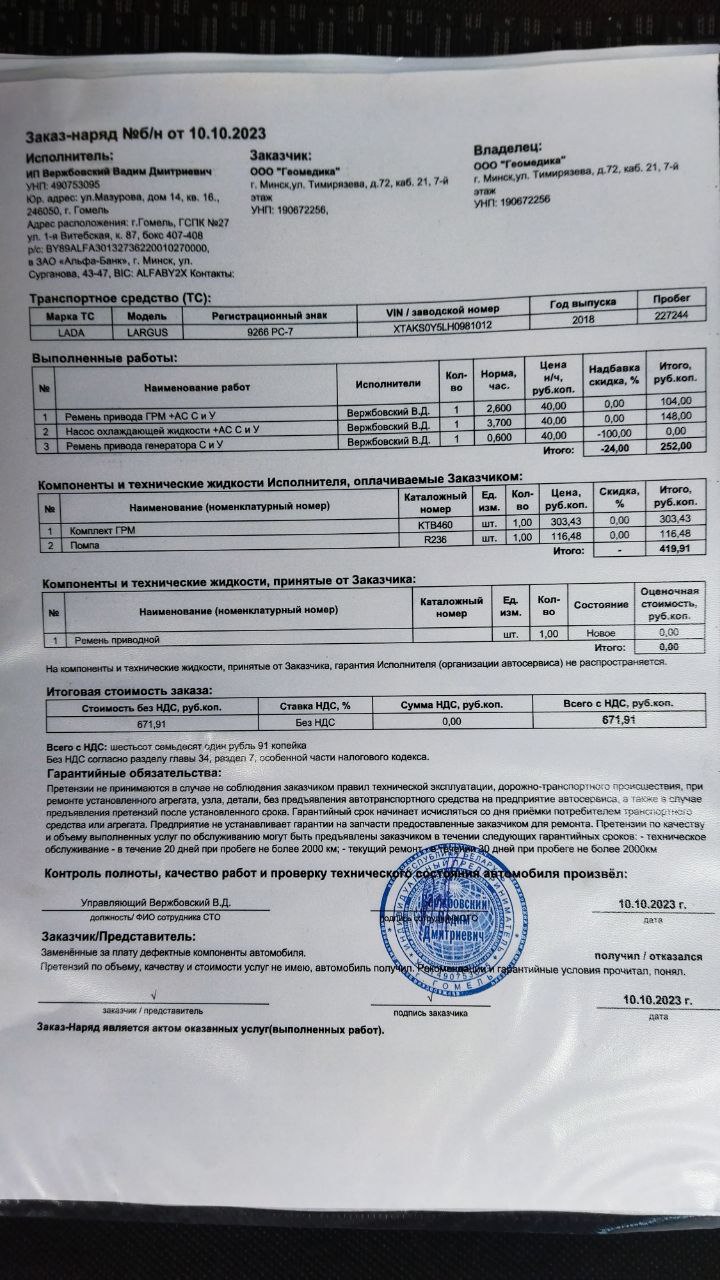 Заказ-наряд №б/н от 10.10.2023
Исполнитель:
ИП Вержбовский Вадим Дмитриевич
УНП: 490753095
Юр. адрес: ул.Мазурова, дом 14, кв. 16.,
246050, г. Гомель
Адрес расположения: г.Гомель, ГСПК №27
ул. 1-я Витебская, к. 87, бокс 407-408
р/с: BY89ALFA30132736220010270000,
в ЗАО «Альфа-Банк», г. Минск, ул.
Сурганова, 43-47, BIC: ALFABY2X Контакты:
Заказчик:
ООО "Геомедика"
г. Минск,ул. Тимирязева, д.72, каб. 21, 7-й
этаж
УНП: 190672256,
Владелец:
ООО "Геомедика"
г. Минск,ул. Тимирязева, д.72, каб. 21, 7-й
этаж
УНП: 190672256
Транспортное средство (ТС):
Марка ТС Модель Регистрационный знак VIN / заводской номер Год выпуска Пробег
LADA LARGUS 9266 PC-7 XTAKS0Y5LH0981012 2018 227244
Выполненные работы:
№ Наименование работ Исполнители Кол-во Норма, час. Цена н/ч, руб.коп. Надбавка скидка, % Итого, руб.коп.
1 Ремень привода ГРМ +АС С и У Вержбовский В.Д. 1 2,600 40,00 0,00 104,00
2 Насос охлаждающей жидкости +АС С и У Вержбовский В.Д. 1 3,700 40,00 0,00 148,00
3 Ремень привода генератора С и У Вержбовский В.Д. 1 0,600 40,00 -100,00 0,00
Итого: -24,00 252,00
Компоненты и технические жидкости Исполнителя, оплачиваемые Заказчиком:
№ Наименование (номенклатурный номер) Каталожный номер Ед. изм. Кол-во Цена, руб.коп. Скидка, % Итого, руб.коп.
1 Комплект ГРМ KTB460 шт. 1,00 303,43 0,00 303,43
2 Помпа R236 шт. 1,00 116,48 0,00 116,48
Итого: - 419,91
Компоненты и технические жидкости, принятые от Заказчика:
№ Наименование (номенклатурный номер) Каталожный номер Ед. изм. Кол-во Состояние Оценочная стоимость, руб.коп.
1 Ремень приводной шт. 1,00 Новое 0,00
Итого: 0,00
На компоненты и технические жидкости, принятые от Заказчика, гарантия Исполнителя (организации автосервиса) не распространяется.
Итоговая стоимость заказа:
Стоимость без НДС, руб.коп. Ставка НДС, % Сумма НДС, руб.коп. Всего с НДС, руб.коп.
671,91 Без НДС 0,00 671,91
Всего с НДС: шестьсот семьдесят один рубль 91 копейка
Без НДС согласно разделу главы 34, раздел 7, особенной части налогового кодекса.
Гарантийные обязательства:
Претензии не принимаются в случае не соблюдения заказчиком правил технической эксплуатации, дорожно-транспортного происшествия, при
ремонте установленного агрегата, узла, детали, без предъявления автотранспортного средства на предприятие автосервиса, а также в случае
предъявления претензий после установленного срока. Гарантийный срок начинает исчисляться со дня приёмки потребителем транспортного
средства или агрегата. Предприятие не устанавливает гарантии на запчасти предоставленные заказчиком для ремонта. Претензии по качеству
и объему выполненных услуг по обслуживанию могут быть предъявлены заказчиком в течении следующих гарантийных сроков: - техническое
обслуживание - в течение 20 дней при пробеге не более 2000 км; - текущий ремонт - в течении 30 дней при пробеге не более 2000км
Контроль полноты, качество работ и проверку технического состояния автомобиля произвёл:
Управляющий Вержбовский В.Д.
должность/ ФИО сотрудника СТО
10.10.2023 г.
дата
Вержбовский
Вадим
Дмитриевич
Г О М Е Л Ь
Заказчик/Представитель:
Заменённые за плату дефектные компоненты автомобиля. получил / отказался
Претензий по объему, качеству и стоимости услуг не имею, автомобиль получил. Рекомендации и гарантийные условия прочитал, понял.
√
заказчик / представитель
√
подпись заказчика
10.10.2023 г.
дата
Заказ-Наряд является актом оказанных услуг(выполненных работ).